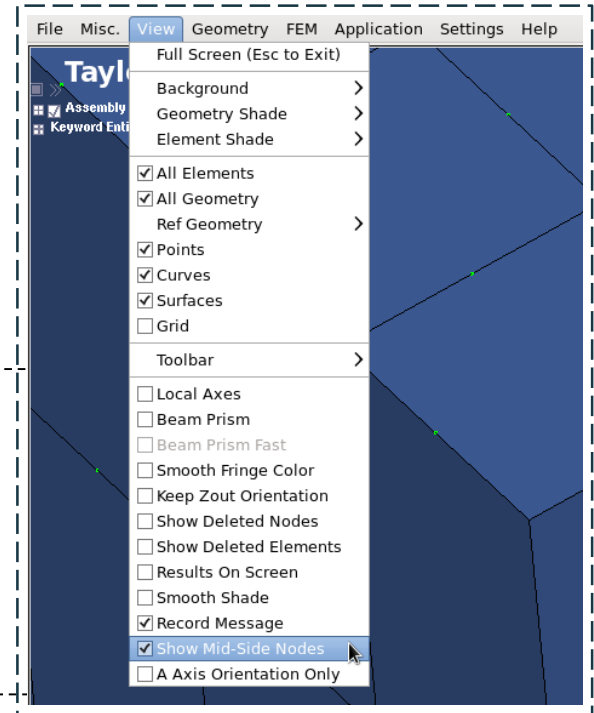 File Misc. View Geometry FEM Application Settings Help
Full Screen (Esc to Exit)
Background
Geometry Shade
Element Shade
All Elements
All Geometry
Ref Geometry
Points
Curves
Surfaces
Grid
Toolbar
Local Axes
Beam Prism
Beam Prism Fast
Smooth Fringe Color
Keep Zout Orientation
Show Deleted Nodes
Show Deleted Elements
Results On Screen
Smooth Shade
Record Message
Show Mid-Side Nodes
A Axis Orientation Only
Assembly
Keyword